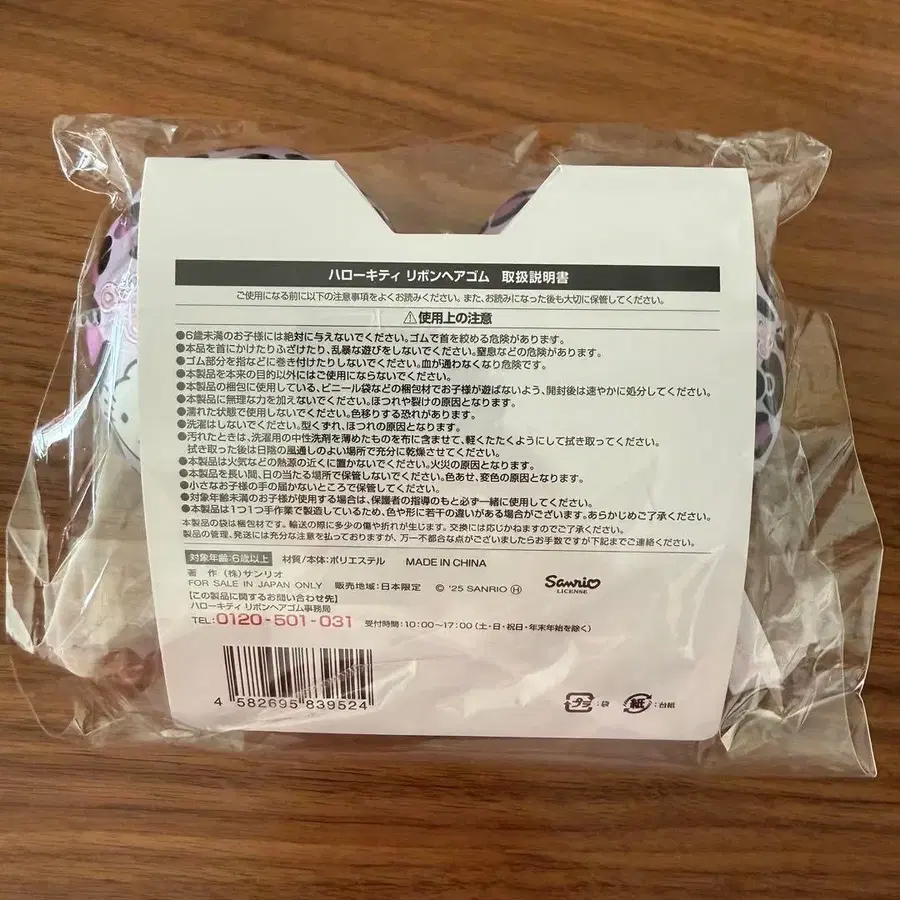 ハローキティ リボンヘアゴム　取扱説明書
ご使用になる前に以下の注意事項をよくお読みください。また、お読みになった後も大切に保管してください。
⚠使用上の注意
●6歳未満のお子様には絶対に与えないでください。ゴムで首を絞める危険があります。
●本品を首にかけたりふざけたり、乱暴な遊びをしないでください。窒息などの危険があります。
●ゴム部分を指などに巻き付けたりしないでください。血が通わなくなり危険です。
●本製品を本来の目的以外にはご使用にならないでください。
●本製品の梱包に使用している、ビニール袋などの梱包材でお子様が遊ばないよう、開封後は速やかに処分してください。
●本製品に無理な力を加えないでください。ほつれや裂けの原因となります。
●濡れた状態で使用しないでください。色移りする恐れがあります。
●洗濯はしないでください。型くずれ、ほつれの原因となります。
●汚れたときは、洗濯用の中性洗剤を薄めたものを布に含ませて、軽くたたくようにして拭き取ってください。
拭き取った後は日陰の風通しのいい場所で充分に乾燥させてください。
●本製品は火気などの熱源の近くに置かないでください。火災の原因となります。
●本製品を長い間、日の当たる場所で保管しないでください。色あせ、変色の原因となります。
●小さなお子様の手の届かないところで保管してください。
●対象年齢未満のお子様が使用する場合は、保護者の指導のもと必ず一緒に使用してください。
●本製品は1つ1つ手作業で製造しているため、色や形に若干の違いがある場合がございます。あらかじめご了承ください。
本製品の袋は梱包材です。輸送の際に多少の傷や折れが生じます。交換には応じかねますのでご了承ください。
製品の管理、発送には充分な注意を払っておりますが、万一不都合な点がございましたらお手数ですが下記までご連絡ください。
対象年齢:6歳以上　材質/本体:ポリエステル　MADE IN CHINA
著　作 (株)サンリオ
FOR SALE IN JAPAN ONLY　販売地域:日本限定　© '25 SANRIO Ⓗ　Sanrio LICENSE
【この製品に関するお問い合わせ先】
ハローキティ リボンヘアゴム事務局
TEL:0120-501-031　受付時間:10:00〜17:00(土・日・祝日・年末年始を除く)
4 582695 839524
プラ :袋　紙 :台紙